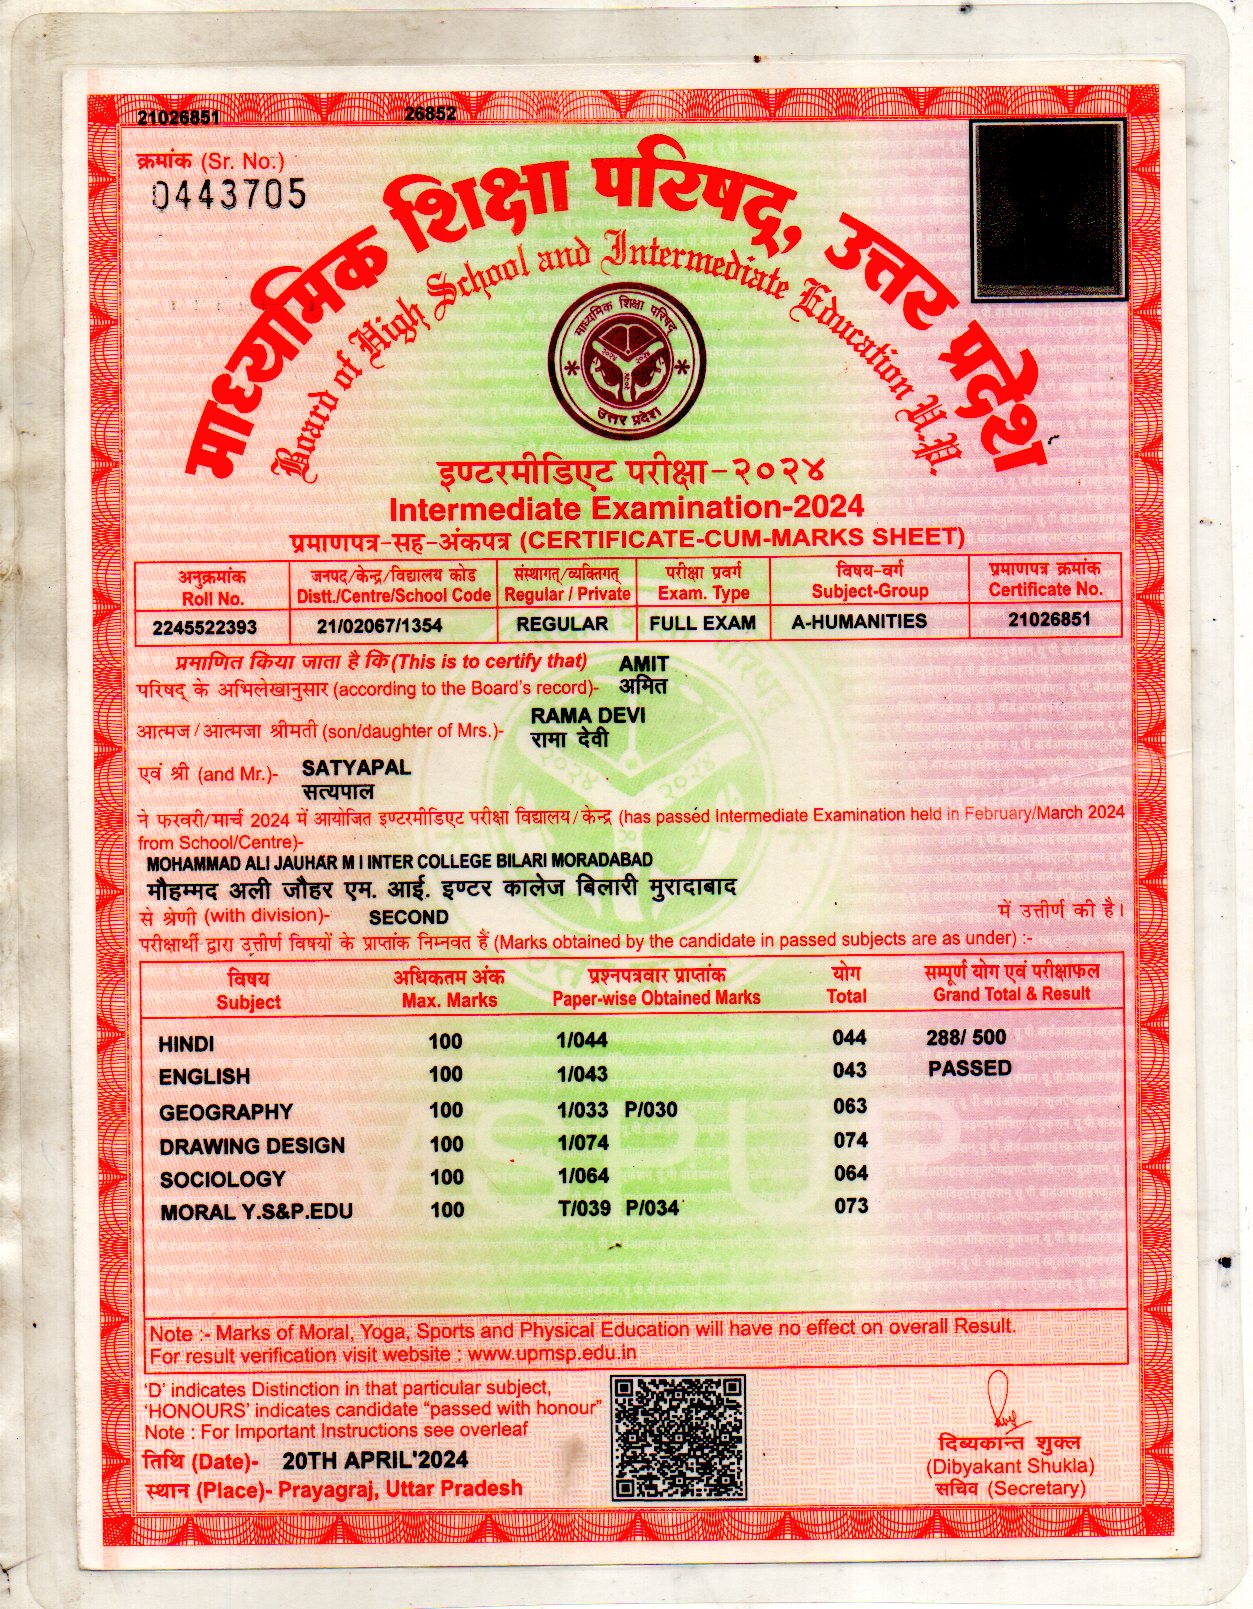 21026851 26852
क्रमांक (Sr. No.)
0443705
माध्यमिक शिक्षा परिषद्, उत्तर प्रदेश
Board of High School and Intermediate Education U.P.
माध्यमिक शिक्षा परिषद
उत्तर प्रदेश
इण्टरमीडिएट परीक्षा-२०२४
Intermediate Examination-2024
प्रमाणपत्र-सह-अंकपत्र (CERTIFICATE-CUM-MARKS SHEET)
अनुक्रमांक जनपद/केन्द्र/विद्यालय कोड संस्थागत्/व्यक्तिगत् परीक्षा प्रवर्ग विषय-वर्ग प्रमाणपत्र क्रमांक
Roll No. Distt./Centre/School Code Regular / Private Exam. Type Subject-Group Certificate No.
2245522393 21/02067/1354 REGULAR FULL EXAM A-HUMANITIES 21026851
प्रमाणित किया जाता है कि (This is to certify that) AMIT
परिषद् के अभिलेखानुसार (according to the Board's record)- अमित
RAMA DEVI
आत्मज/आत्मजा श्रीमती (son/daughter of Mrs.)- रामा देवी
एवं श्री (and Mr.)- SATYAPAL
सत्यपाल
ने फरवरी/मार्च 2024 में आयोजित इण्टरमीडिएट परीक्षा विद्यालय/केन्द्र (has passed Intermediate Examination held in February/March 2024
from School/Centre)-
MOHAMMAD ALI JAUHAR M I INTER COLLEGE BILARI MORADABAD
मौहम्मद अली जौहर एम. आई. इण्टर कालेज बिलारी मुरादाबाद
से श्रेणी (with division)- SECOND में उत्तीर्ण की है।
परीक्षार्थी द्वारा उत्तीर्ण विषयों के प्राप्तांक निम्नवत हैं (Marks obtained by the candidate in passed subjects are as under) :-
विषय अधिकतम अंक प्रश्नपत्रवार प्राप्तांक योग सम्पूर्ण योग एवं परीक्षाफल
Subject Max. Marks Paper-wise Obtained Marks Total Grand Total & Result
HINDI 100 1/044 044 288/ 500
ENGLISH 100 1/043 043 PASSED
GEOGRAPHY 100 1/033 P/030 063
DRAWING DESIGN 100 1/074 074
SOCIOLOGY 100 1/064 064
MORAL Y.S&P.EDU 100 T/039 P/034 073
Note :- Marks of Moral, Yoga, Sports and Physical Education will have no effect on overall Result.
For result verification visit website : www.upmsp.edu.in
'D' indicates Distinction in that particular subject,
'HONOURS' indicates candidate "passed with honour"
Note : For Important Instructions see overleaf
तिथि (Date)- 20TH APRIL'2024
स्थान (Place)- Prayagraj, Uttar Pradesh
दिब्यकान्त शुक्ल
(Dibyakant Shukla)
सचिव (Secretary)